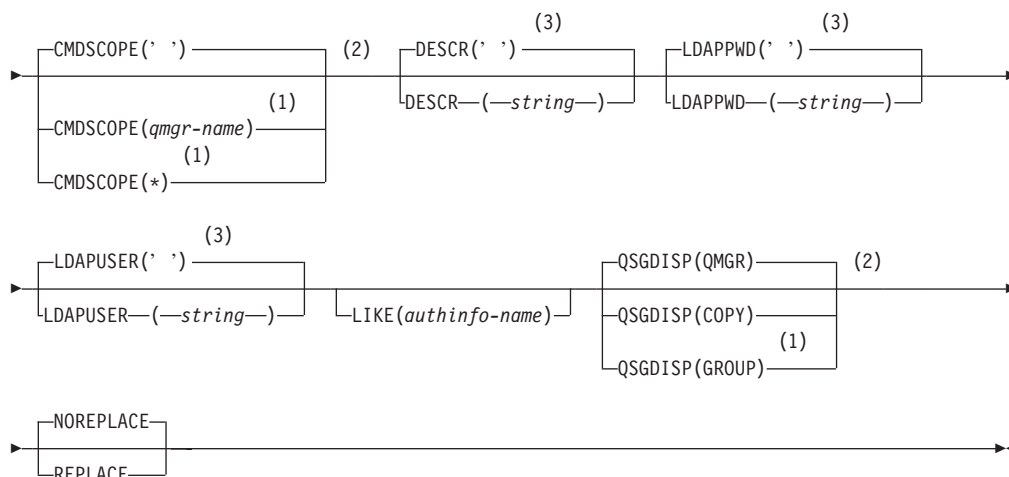 (3) (3)
CMDSCOPE(’ ’) (2) DESCR(’ ’) LDAPPWD(’ ’)
(1) DESCR ( string ) LDAPPWD ( string )
CMDSCOPE(qmgr-name)
(1)
CMDSCOPE(*)
(3)
LDAPUSER(’ ’) QSGDISP(QMGR) (2)
LDAPUSER ( string ) LIKE(authinfo-name) QSGDISP(COPY)
(1)
QSGDISP(GROUP)
NOREPLACE
REPLACE